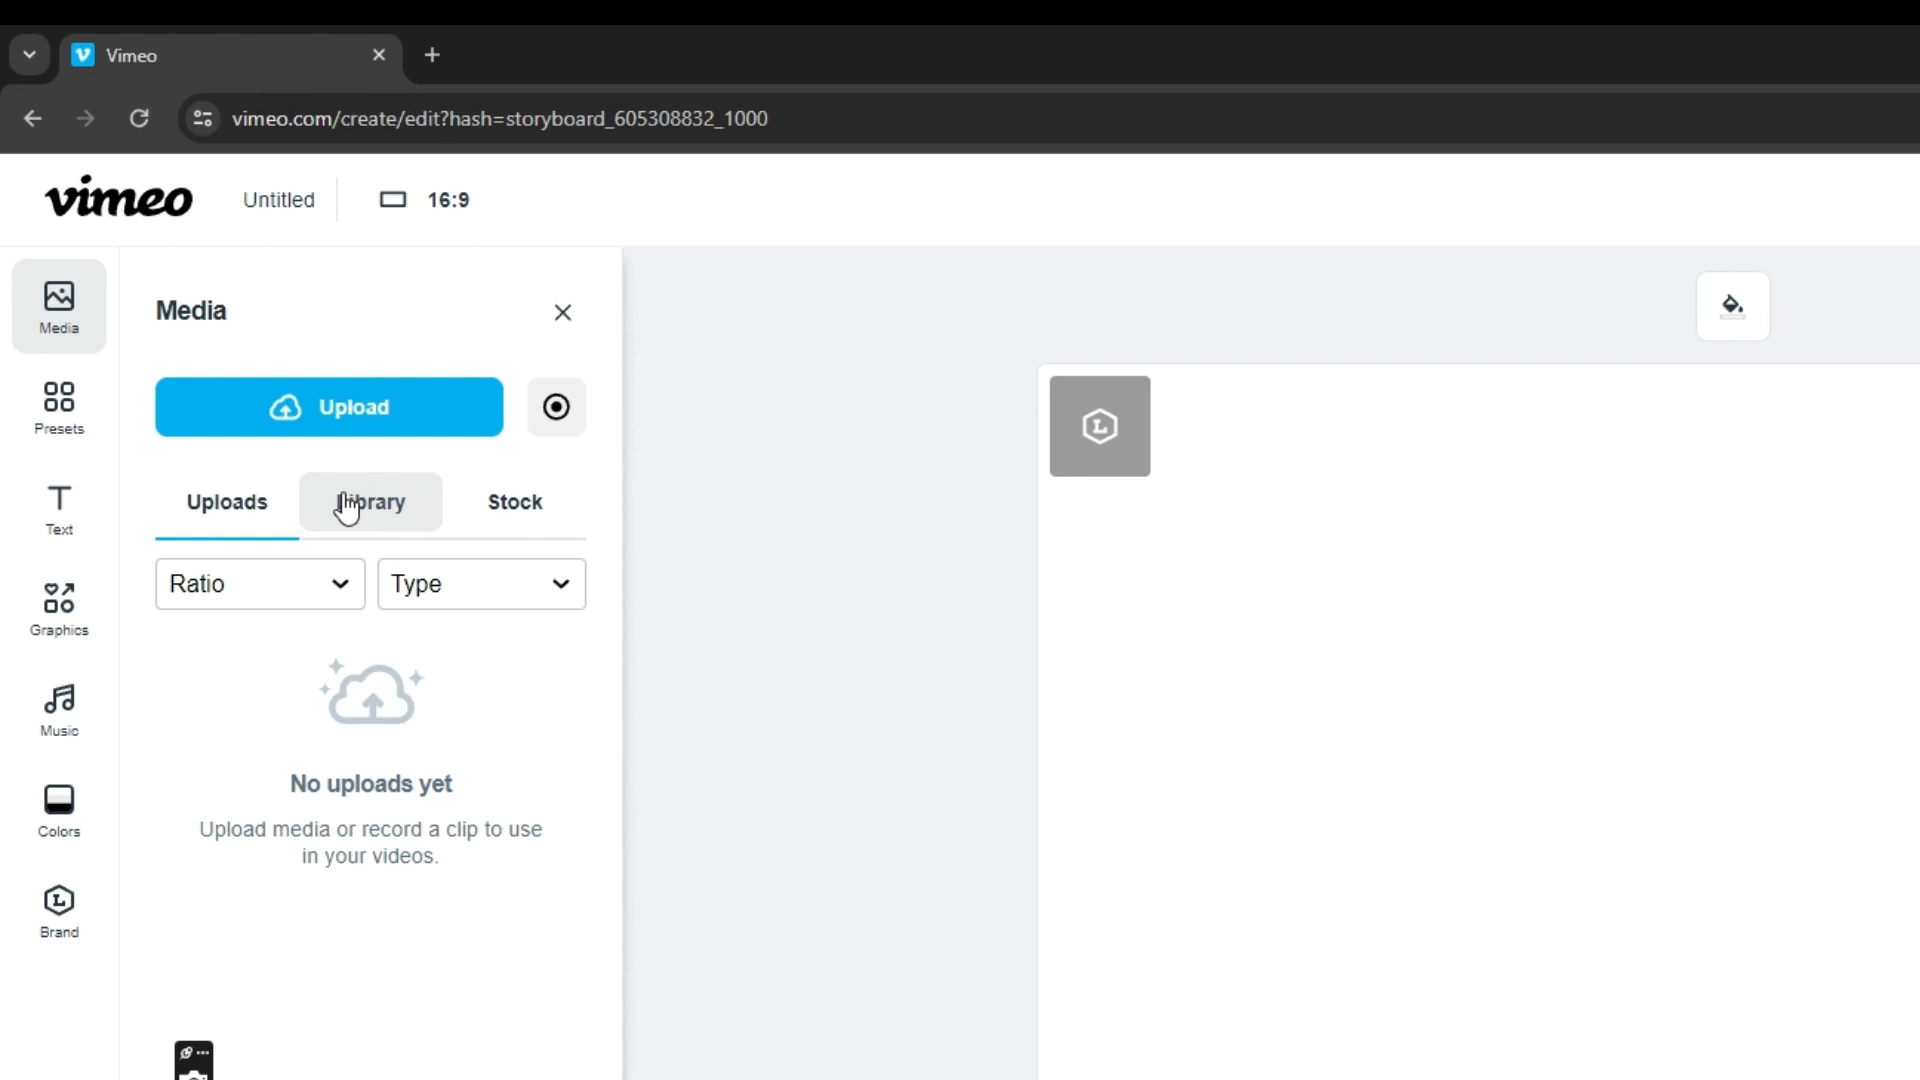 Vimeo
vimeo.com/create/edit?hash=storyboard_605308832_1000
vimeo Untitled 16:9
Media
Media
Upload
Presets
Uploads Library Stock
Text
Ratio Type
Graphics
Music
No uploads yet
Upload media or record a clip to use
in your videos.
Colors
Brand